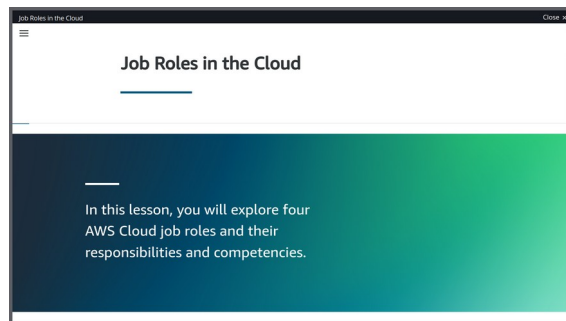 Job Roles in the Cloud
Close x
Job Roles in the Cloud
In this lesson, you will explore four
AWS Cloud job roles and their
responsibilities and competencies.